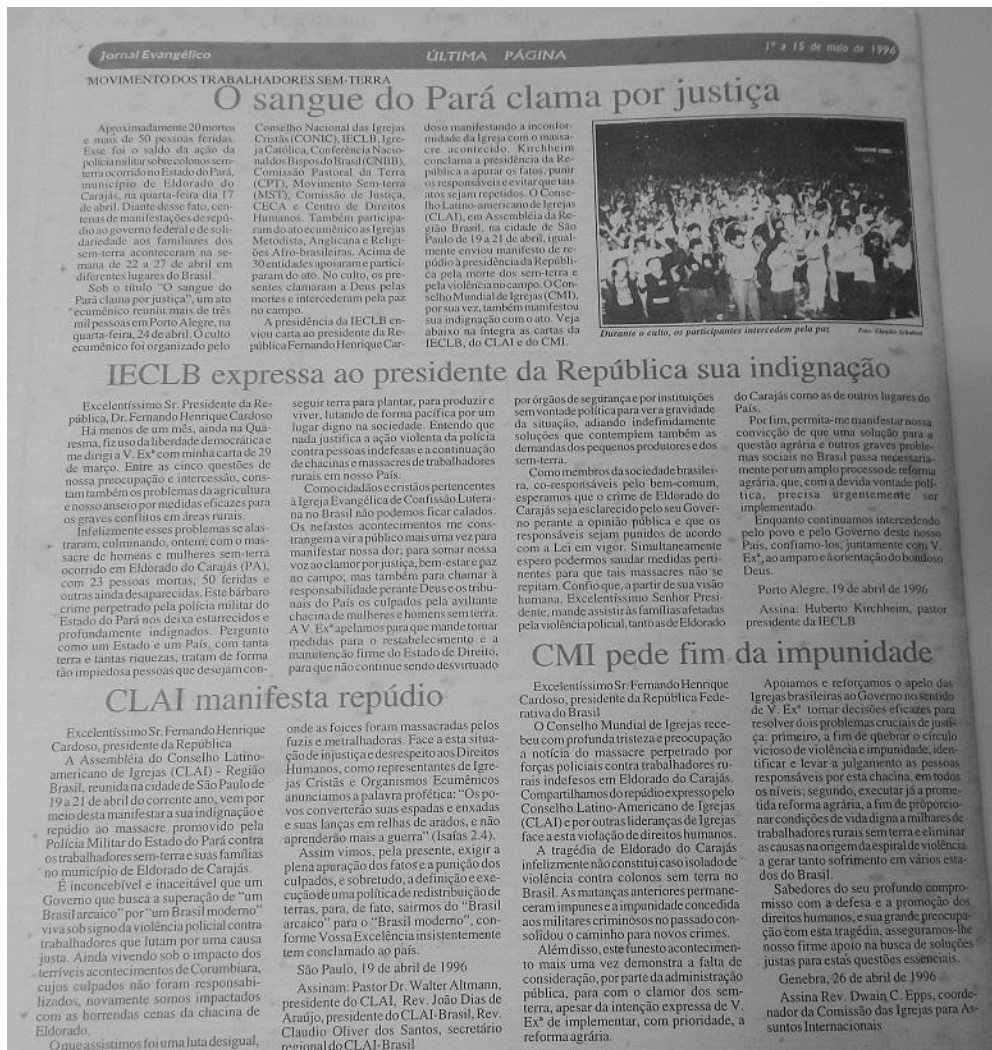 Jornal Evangélico
ÚLTIMA PÁGINA
1º a 15 de maio de 1996
MOVIMENTO DOS TRABALHADORES SEM-TERRA
O sangue do Pará clama por justiça
Aproximadamente 20 mortos
e mais de 50 pessoas feridas.
Esse foi o saldo da ação da
polícia militar sobre colonos sem-
terra ocorrido no Estado do Pará,
município de Eldorado do
Carajás, na quarta-feira dia 17
de abril. Diante desse fato, cen-
tenas de manifestações de repú-
dio ao governo federal e de soli-
dariedade aos familiares dos
sem-terra aconteceram na se-
mana de 22 a 27 de abril em
diferentes lugares do Brasil.
Sob o título "O sangue do
Pará clama por justiça", um ato
ecumênico reuniu mais de três
mil pessoas em Porto Alegre, na
quarta-feira, 24 de abril. O culto
ecumênico foi organizado pelo
Conselho Nacional das Igrejas
Cristãs (CONIC), IECLB, Igre-
ja Católica, Conferência Nacio-
nal dos Bispos do Brasil (CNBB),
Comissão Pastoral da Terra
(CPT), Movimento Sem-terra
(MST), Comissão de Justiça,
CECA e Centro de Direitos
Humanos. Também participa-
ram do ato ecumênico as Igrejas
Metodista, Anglicana e Religi-
ões Afro-brasileiras. Acima de
30 entidades apoiaram e partici-
param do ato. No culto, os pre-
sentes clamaram a Deus pelas
mortes e intercederam pela paz
no campo.
A presidência da IECLB en-
viou carta ao presidente da Re-
pública Fernando Henrique Car-
doso manifestando a inconfor-
midade da Igreja com o massa-
cre acontecido. Kirchheim
conclama a presidência da Re-
pública a apurar os fatos, punir
os responsáveis e evitar que tais
atos sejam repetidos. O Conse-
lho Latino-americano de Igrejas
(CLAI), em Assembléia da Re-
gião Brasil, na cidade de São
Paulo de 19 a 21 de abril, igual-
mente enviou manifesto de re-
púdio à presidência da Repúbli-
ca pela morte dos sem-terra e
pela violência no campo. O Con-
selho Mundial de Igrejas (CMI),
por sua vez, também manifestou
sua indignação com o ato. Veja
abaixo na íntegra as cartas da
IECLB, do CLAI e do CMI.
Durante o culto, os participantes intercedem pela paz
Foto: Claudio Schubert
IECLB expressa ao presidente da República sua indignação
Excelentíssimo Sr. Presidente da Re-
pública, Dr. Fernando Henrique Cardoso
Há menos de um mês, ainda na Qua-
resma, fiz uso da liberdade democrática e
me dirigi a V. Exª com minha carta de 29
de março. Entre as cinco questões de
nossa preocupação e intercessão, cons-
tam também os problemas da agricultura
e nosso anseio por medidas eficazes para
os graves conflitos em áreas rurais.
Infelizmente esses problemas se alas-
traram, culminando, ontem, com o mas-
sacre de homens e mulheres sem-terra
ocorrido em Eldorado do Carajás (PA),
com 23 pessoas mortas, 50 feridas e
outras ainda desaparecidas. Este bárbaro
crime perpetrado pela polícia militar do
Estado do Pará nos deixa estarrecidos e
profundamente indignados. Pergunto
como um Estado e um País, com tanta
terra e tantas riquezas, tratam de forma
tão impiedosa pessoas que desejam con-
seguir terra para plantar, para produzir e
viver, lutando de forma pacífica por um
lugar digno na sociedade. Entendo que
nada justifica a ação violenta da polícia
contra pessoas indefesas e a continuação
de chacinas e massacres de trabalhadores
rurais em nosso País.
Como cidadãos e cristãos pertencentes
à Igreja Evangélica de Confissão Lutera-
na no Brasil não podemos ficar calados.
Os nefastos acontecimentos me cons-
trangem a vir a público mais uma vez para
manifestar nossa dor; para somar nossa
voz ao clamor por justiça, bem-estar e paz
no campo; mas também para chamar à
responsabilidade perante Deus e os tribu-
nais do País os culpados pela aviltante
chacina de mulheres e homens sem terra.
A V. Exª apelamos para que mande tomar
medidas para o restabelecimento e a
manutenção firme do Estado de Direito,
para que não continue sendo desvirtuado
por órgãos de segurança e por instituições
sem vontade política para ver a gravidade
da situação, adiando indefinidamente
soluções que contemplem também as
demandas dos pequenos produtores e dos
sem-terra.
Como membros da sociedade brasilei-
ra, co-responsáveis pelo bem-comum,
esperamos que o crime de Eldorado do
Carajás seja esclarecido pelo seu Gover-
no perante a opinião pública e que os
responsáveis sejam punidos de acordo
com a Lei em vigor. Simultaneamente
espero podermos saudar medidas perti-
nentes para que tais massacres não se
repitam. Confio que, a partir de sua visão
humana, Excelentíssimo Senhor Presi-
dente, mande assistir às famílias afetadas
pela violência policial, tanto as de Eldorado
do Carajás como as de outros lugares do
País.
Por fim, permita-me manifestar nossa
convicção de que uma solução para a
questão agrária e outros graves proble-
mas sociais no Brasil passa necessaria-
mente por um amplo processo de reforma
agrária, que, com a devida vontade polí-
tica, precisa urgentemente ser
implementado.
Enquanto continuamos intercedendo
pelo povo e pelo Governo deste nosso
País, confiamo-los, juntamente com V.
Exª, ao amparo e à orientação do bondoso
Deus.
Porto Alegre, 19 de abril de 1996
Assina: Huberto Kirchheim, pastor
presidente da IECLB
CLAI manifesta repúdio
Excelentíssimo Sr. Fernando Henrique
Cardoso, presidente da República
A Assembléia do Conselho Latino-
americano de Igrejas (CLAI) - Região
Brasil, reunida na cidade de São Paulo de
19 a 21 de abril do corrente ano, vem por
meio desta manifestar a sua indignação e
repúdio ao massacre promovido pela
Polícia Militar do Estado do Pará contra
os trabalhadores sem-terra e suas famílias
no município de Eldorado de Carajás.
É inconcebível e inaceitável que um
Governo que busca a superação de "um
Brasil arcaico" por "um Brasil moderno"
viva sob signo da violência policial contra
trabalhadores que lutam por uma causa
justa. Ainda vivendo sob o impacto dos
terríveis acontecimentos de Corumbiara,
cujos culpados não foram responsabi-
lizados, novamente somos impactados
com as horrendas cenas da chacina de
Eldorado.
O que assistimos foi uma luta desigual,
onde as foices foram massacradas pelos
fuzis e metralhadoras. Face a esta situa-
ção de injustiça e desrespeito aos Direitos
Humanos, como representantes de Igre-
jas Cristãs e Organismos Ecumênicos
anunciamos a palavra profética: "Os po-
vos converterão suas espadas e enxadas
e suas lanças em relhas de arados, e não
aprenderão mais a guerra" (Isaías 2.4).
Assim vimos, pela presente, exigir a
plena apuração dos fatos e a punição dos
culpados, e sobretudo, a definição e exe-
cução de uma política de redistribuição de
terras, para, de fato, sairmos do "Brasil
arcaico" para o "Brasil moderno", con-
forme Vossa Excelência insistentemente
tem conclamado ao país.
São Paulo, 19 de abril de 1996
Assinam: Pastor Dr. Walter Altmann,
presidente do CLAI, Rev. João Dias de
Araújo, presidente do CLAI-Brasil, Rev.
Claudio Oliver dos Santos, secretário
regional do CLAI-Brasil
CMI pede fim da impunidade
Excelentíssimo Sr. Fernando Henrique
Cardoso, presidente da República Fede-
rativa do Brasil
O Conselho Mundial de Igrejas rece-
beu com profunda tristeza e preocupação
a notícia do massacre perpetrado por
forças policiais contra trabalhadores ru-
rais indefesos em Eldorado do Carajás.
Compartilhamos do repúdio expresso pelo
Conselho Latino-Americano de Igrejas
(CLAI) e por outras lideranças de Igrejas
face a esta violação de direitos humanos.
A tragédia de Eldorado do Carajás
infelizmente não constitui caso isolado de
violência contra colonos sem terra no
Brasil. As matanças anteriores permane-
ceram impunes e a impunidade concedida
aos militares criminosos no passado con-
solidou o caminho para novos crimes.
Além disso, este funesto acontecimen-
to mais uma vez demonstra a falta de
consideração, por parte da administração
pública, para com o clamor dos sem-
terra, apesar da intenção expressa de V.
Exª de implementar, com prioridade, a
reforma agrária.
Apoiamos e reforçamos o apelo das
Igrejas brasileiras ao Governo no sentido
de V. Exª tomar decisões eficazes para
resolver dois problemas cruciais de justi-
ça: primeiro, a fim de quebrar o círculo
vicioso de violência e impunidade, iden-
tificar e levar a julgamento as pessoas
responsáveis por esta chacina, em todos
os níveis; segundo, executar já a prome-
tida reforma agrária, a fim de proporcio-
nar condições de vida digna a milhares de
trabalhadores rurais sem terra e eliminar
as causas na origem da espiral de violência
a gerar tanto sofrimento em vários esta-
dos do Brasil.
Sabedores do seu profundo compro-
misso com a defesa e a promoção dos
direitos humanos, e sua grande preocupa-
ção com esta tragédia, asseguramos-lhe
nosso firme apoio na busca de soluções
justas para estas questões essenciais.
Genebra, 26 de abril de 1996
Assina Rev. Dwain C. Epps, coorde-
nador da Comissão das Igrejas para As-
suntos Internacionais